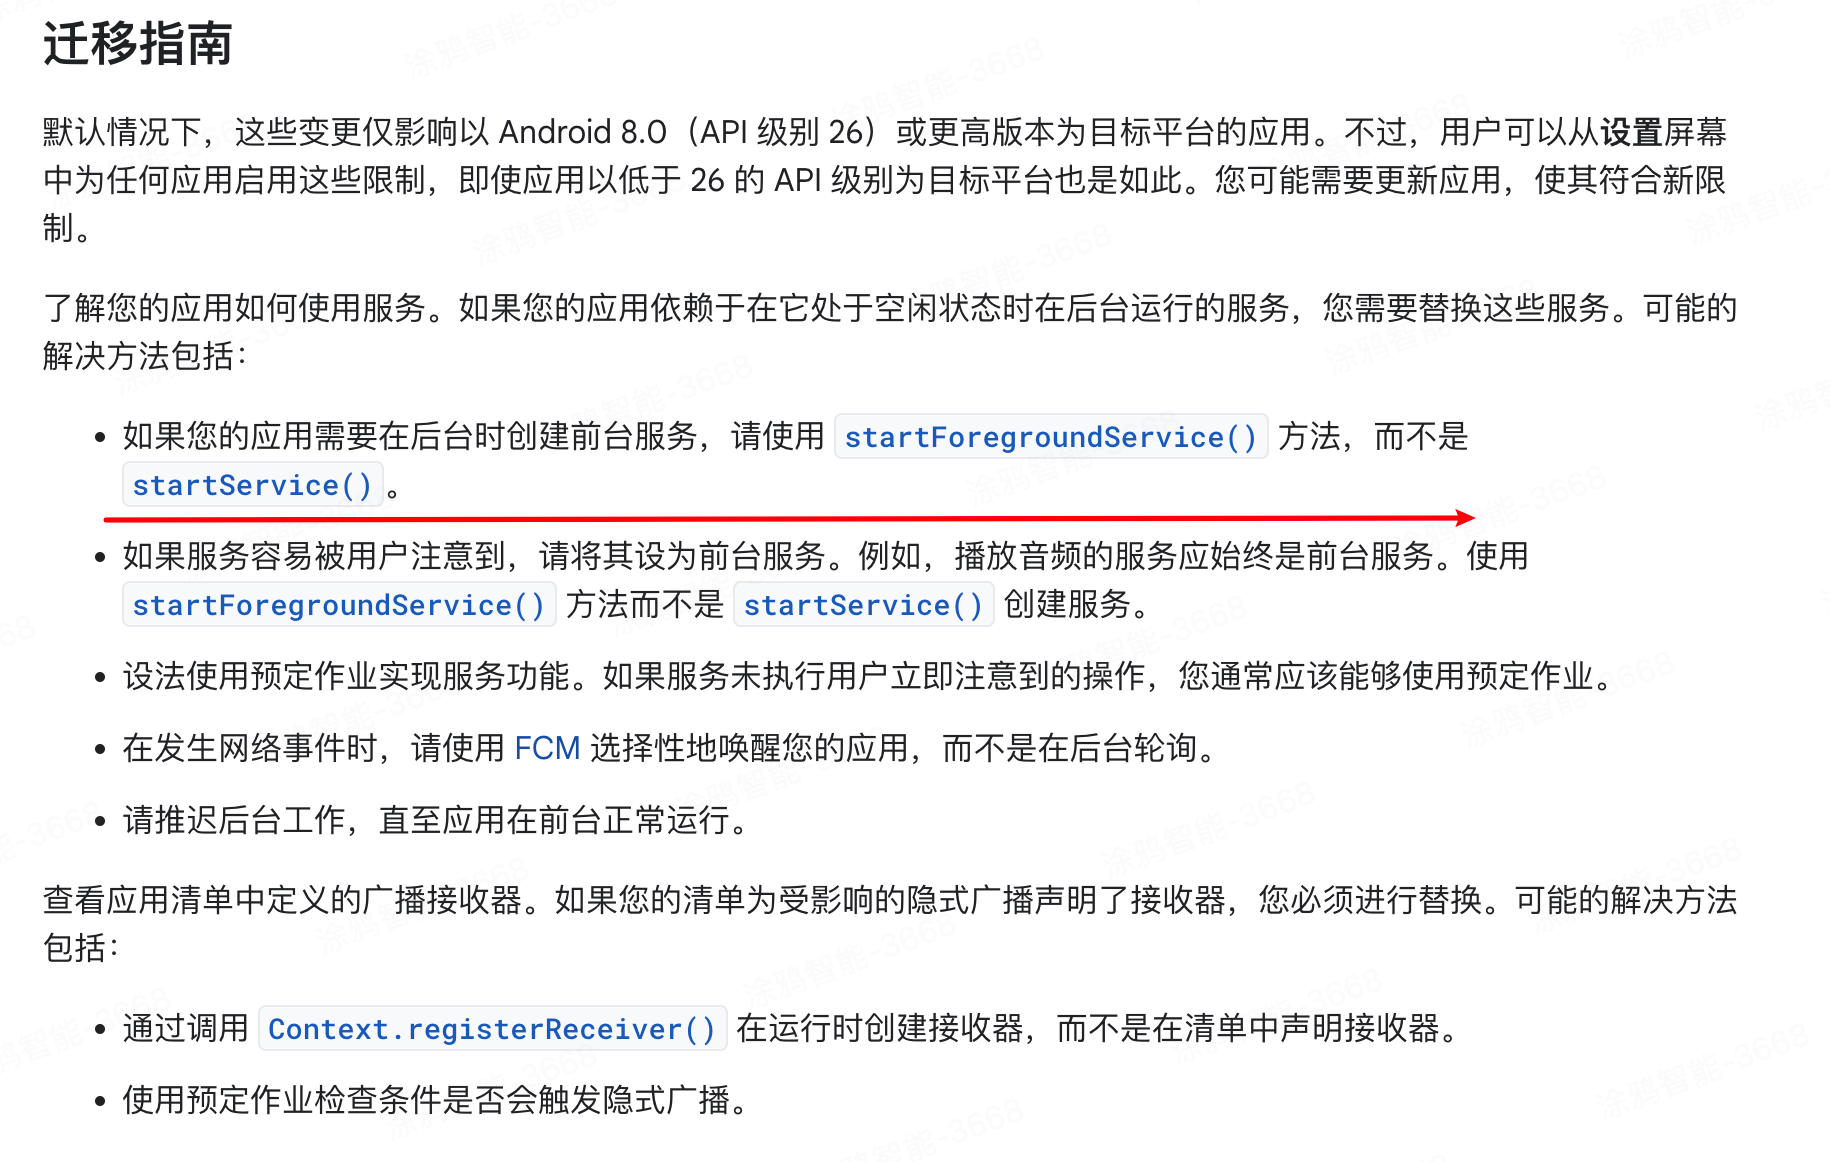 迁移指南
默认情况下，这些变更仅影响以 Android 8.0（API 级别 26）或更高版本为目标平台的应用。不过，用户可以从设置屏幕
中为任何应用启用这些限制，即使应用以低于 26 的 API 级别为目标平台也是如此。您可能需要更新应用，使其符合新限
制。
了解您的应用如何使用服务。如果您的应用依赖于在它处于空闲状态时在后台运行的服务，您需要替换这些服务。可能的
解决方法包括：
• 如果您的应用需要在后台时创建前台服务，请使用 startForegroundService() 方法，而不是
startService()。
• 如果服务容易被用户注意到，请将其设为前台服务。例如，播放音频的服务应始终是前台服务。使用
startForegroundService() 方法而不是 startService() 创建服务。
• 设法使用预定作业实现服务功能。如果服务未执行用户立即注意到的操作，您通常应该能够使用预定作业。
• 在发生网络事件时，请使用 FCM 选择性地唤醒您的应用，而不是在后台轮询。
• 请推迟后台工作，直至应用在前台正常运行。
查看应用清单中定义的广播接收器。如果您的清单为受影响的隐式广播声明了接收器，您必须进行替换。可能的解决方法
包括：
• 通过调用 Context.registerReceiver() 在运行时创建接收器，而不是在清单中声明接收器。
• 使用预定作业检查条件是否会触发隐式广播。
涂鸦智能-3668